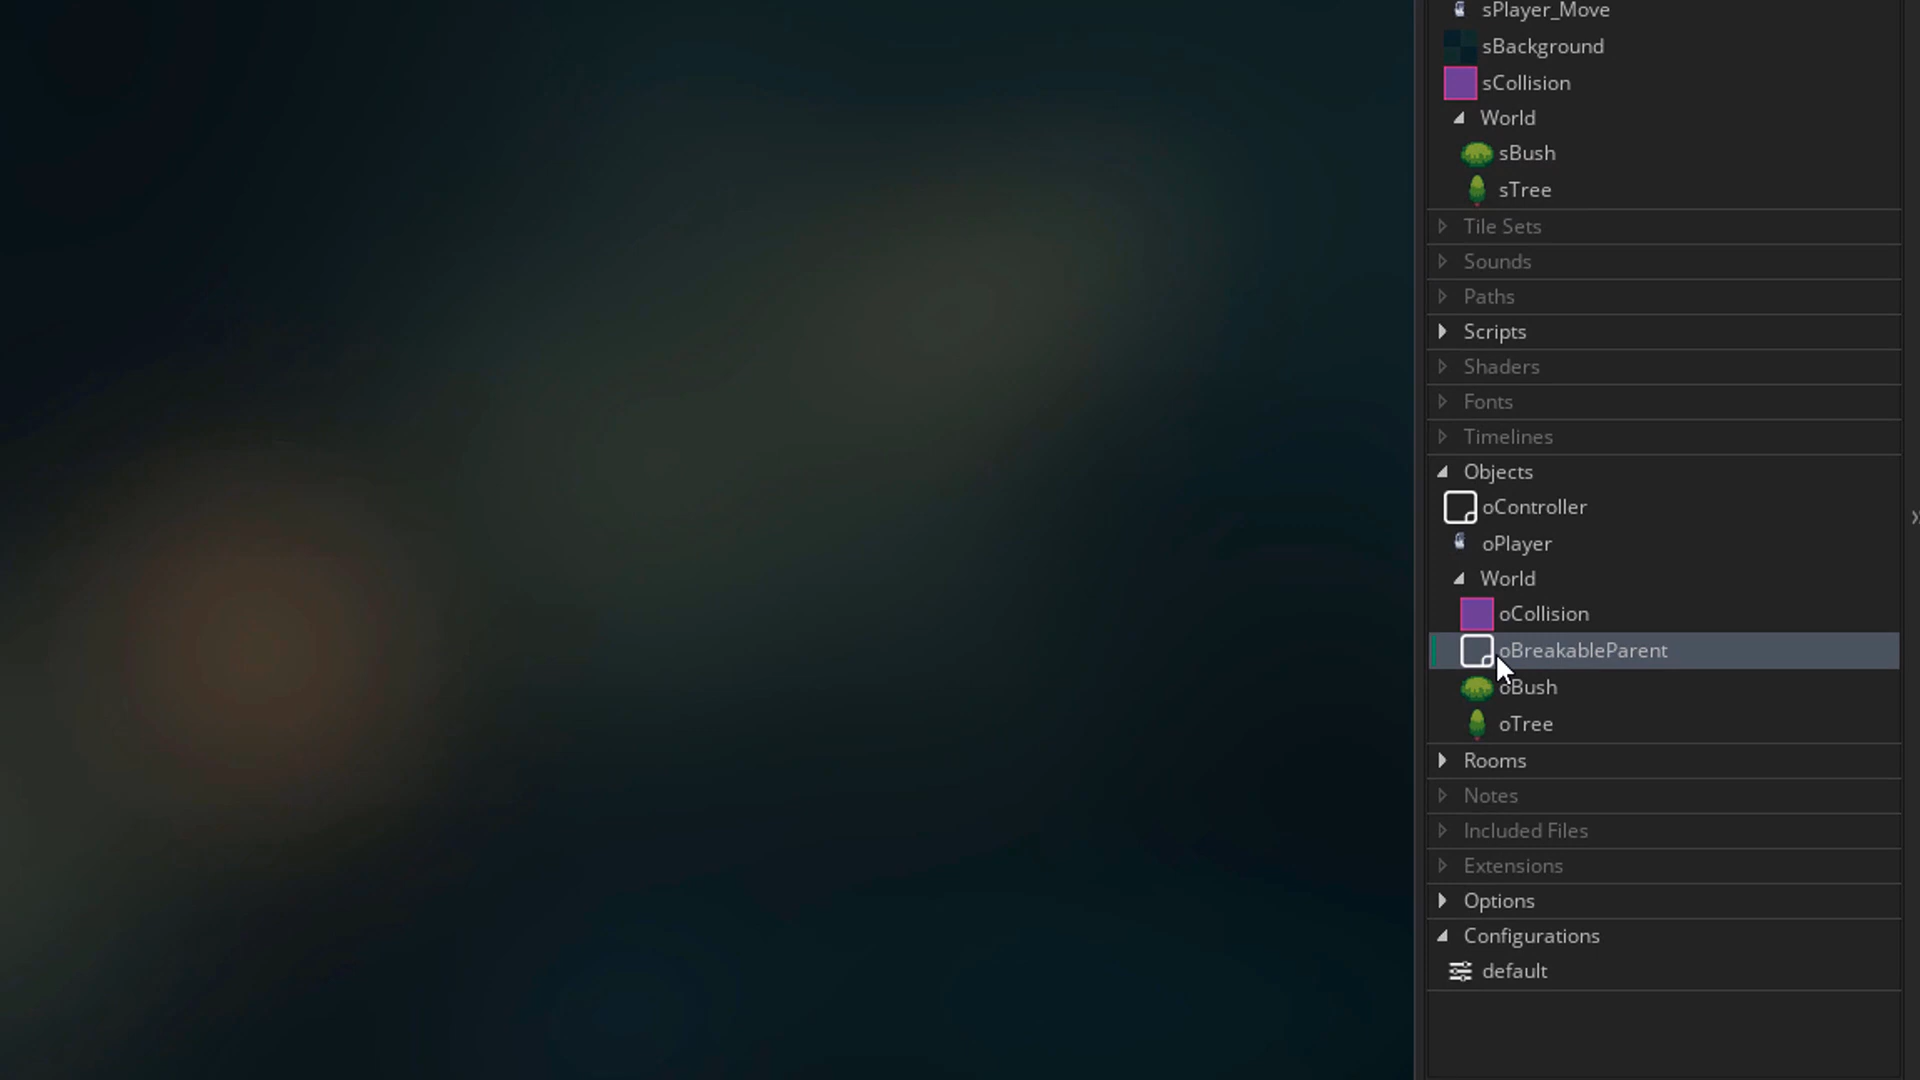 sPlayer_Move
sBackground
sCollision
World
sBush
sTree
Tile Sets
Sounds
Paths
Scripts
Shaders
Fonts
Timelines
Objects
oController
oPlayer
World
oCollision
oBreakableParent
oBush
oTree
Rooms
Notes
Included Files
Extensions
Options
Configurations
default